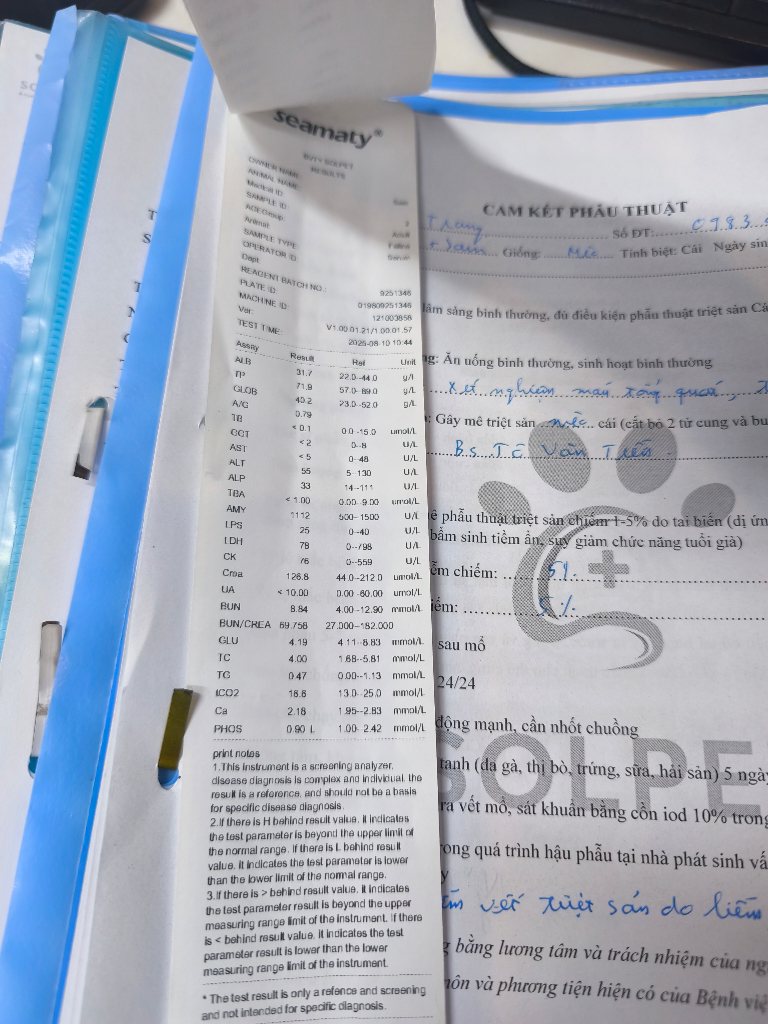 seamaty®
DVTY SOLPET
RESULTS
OWNER NAME:
ANIMAL NAME:
Medical ID:
SAMPLE ID:
AGE/Group:
Animal:
SAMPLE TYPE
OPERATOR ID:
Dept
REAGENT BATCH NO.: 9251346
PLATE ID: 019809251346
MACHINE ID: 121003858
Ver: V1.00.01.21/1.00.01.57
TEST TIME: 2025-08-10 10:44
Assay Result Ref Unit
ALB 31.7 22.0--44.0 g/l
TP 71.9 57.0--89.0 g/L
GLOB 40.2 23.0--52.0 g/L
A/G 0.79
TB < 0.1 0.0--15.0 umol/L
GGT < 2 0--8 U/L
AST < 5 0--48 U/L
ALT 55 5--130 U/L
ALP 33 14--111 U/L
TBA < 1.00 0.00--9.00 umol/L
AMY 1112 500--1500 U/L
LPS 25 0--40 U/L
LDH 78 0--798 U/L
CK 76 0--559 U/L
Crea 126.8 44.0--212.0 umol/L
UA < 10.00 0.00--60.00 umol/L
BUN 8.84 4.00--12.90 mmol/L
BUN/CREA 69.756 27.000--182.000
GLU 4.19 4.11--8.83 mmol/L
TC 4.00 1.68--5.81 mmol/L
TG 0.47 0.00--1.13 mmol/L
tCO2 16.6 13.0--25.0 mmol/L
Ca 2.18 1.95--2.83 mmol/L
PHOS 0.90 L 1.00--2.42 mmol/L
print notes
1.This instrument is a screening analyzer,
disease diagnosis is complex and individual, the
result is a reference, and should not be a basis
for specific disease diagnosis.
2.If there is H behind result value. It indicates
the test parameter is beyond the upper limit of
the normal range. If there is L behind result
value. It indicates the test parameter is lower
than the lower limit of the normal range.
3.If there is > behind result value. It indicates
the test parameter result is beyond the upper
measuring range limit of the instrument. If there
is < behind result value. It indicates the test
parameter result is lower than the lower
measuring range limit of the instrument.
* The test result is only a refence and screening
and not intended for specific diagnosis.
CAM KẾT PHẪU THUẬT
Trang Số ĐT: 0983
Sam Giống: Mèo Tính biệt: Cái Ngày sin
lâm sàng bình thường, đủ điều kiện phẫu thuật triệt sản Cá
ng: Ăn uống bình thường, sinh hoạt bình thường
xét nghiệm máu tổng quát,
Gây mê triệt sản mèo cái (cắt bỏ 2 tử cung và bu
B.s Tô Văn Tiến
ê phẫu thuật triệt sản chiếm 1-5% do tai biến (dị ứn
bẩm sinh tiềm ẩn, suy giảm chức năng tuổi già)
ểm chiếm: 5%
iếm: 5%
sau mổ
24/24
động mạnh, cần nhốt chuồng
tanh (da gà, thị bò, trứng, sữa, hải sản) 5 ngà
ra vết mổ, sát khuẩn bằng cồn iod 10% trong
rong quá trình hậu phẫu tại nhà phát sinh vấ
y
vết triệt sản do liếm
g bằng lương tâm và trách nhiệm của ng
nôn và phương tiện hiện có của Bệnh viện
SOLPE